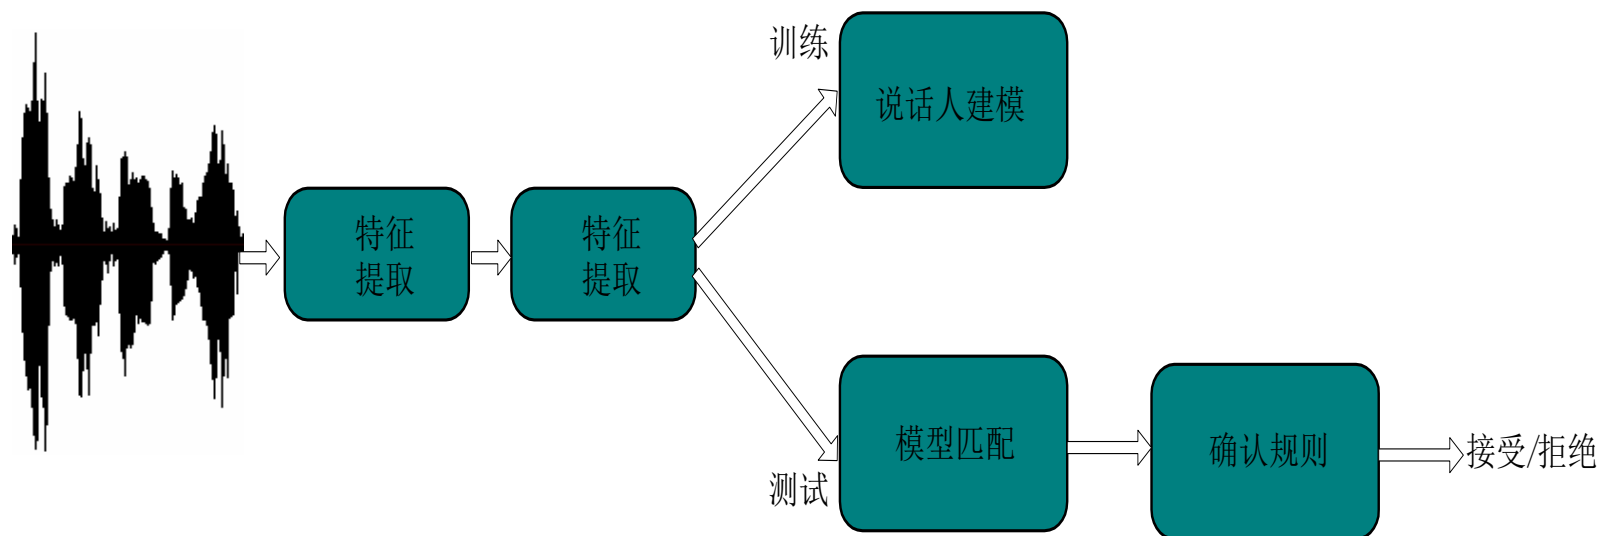 训练
说话人建模
特征
提取
特征
提取
模型匹配
确认规则
接受/拒绝
测试